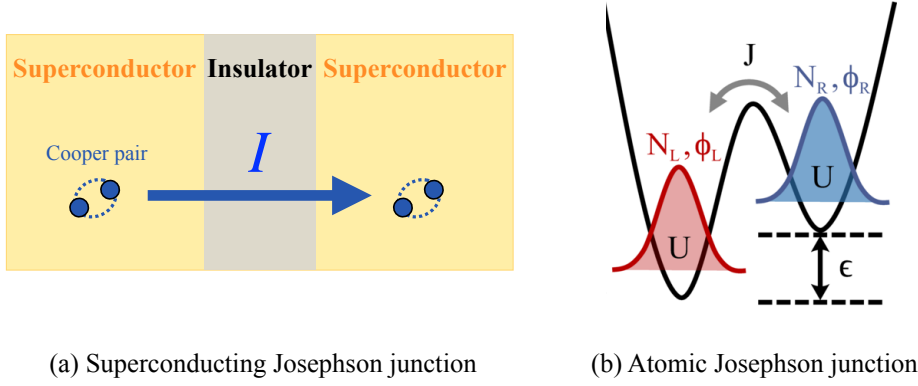 Superconductor Insulator Superconductor
Cooper pair
I
J
N_L, ϕ_L
N_R, ϕ_R
U
U
ϵ
(a) Superconducting Josephson junction
(b) Atomic Josephson junction